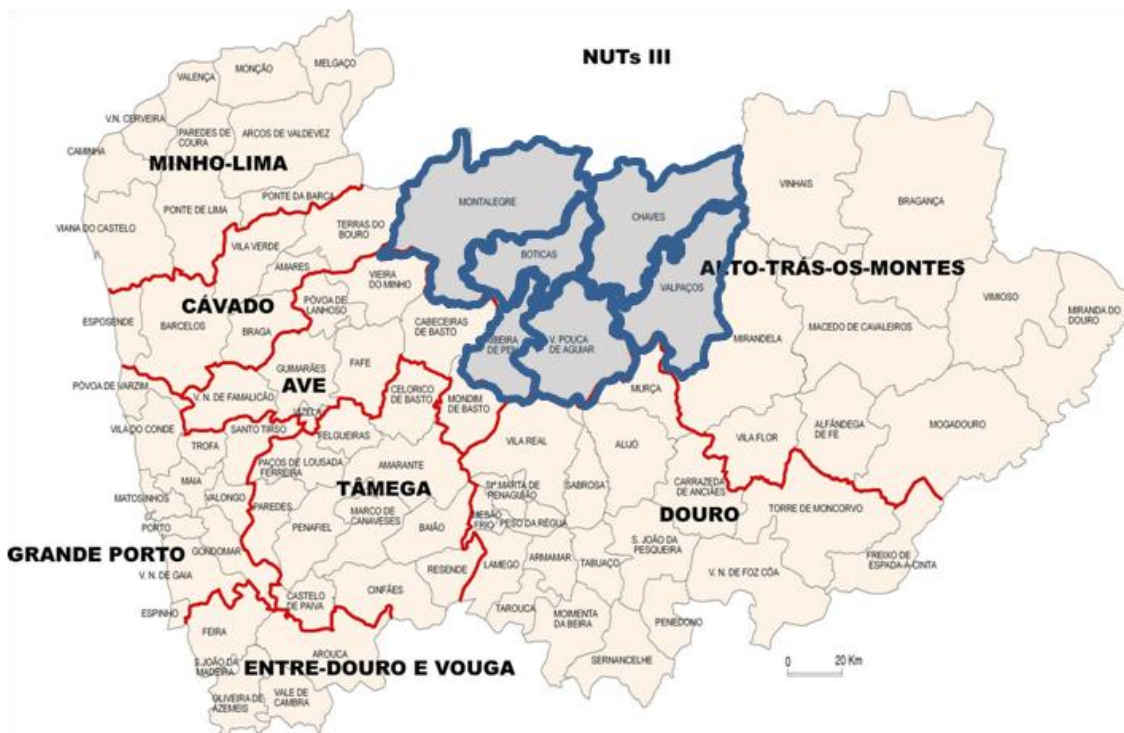 NUTs III
MELGAÇO
MONÇÃO
VALENÇA
V.N. CERVEIRA
PAREDES DE
COURA
ARCOS DE VALDEVEZ
CAMINHA
MINHO-LIMA
PONTE DA BARCA
PONTE DE LIMA
VIANA DO CASTELO
TERRAS DO
BOURO
VILA VERDE
AMARES
CÁVADO
VIEIRA
DO MINHO
PÓVOA DE
LANHOSO
ESPOSENDE
BARCELOS
BRAGA
CABECEIRAS
DE BASTO
MONTALEGRE
BOTICAS
CHAVES
VALPAÇOS
V. POUCA
DE AGUIAR
IBEIRA
DE PEN
VINHAIS
BRAGANÇA
ALTO-TRÁS-OS-MONTES
VIMIOSO
MIRANDA DO
DOURO
MACEDO DE CAVALEIROS
MIRANDELA
GUIMARÃES
FAFE
AVE
CELORICO
DE BASTO
MONDIM
DE BASTO
PÓVOA DE VARZIM
V. N. DE FAMALICÃO
VIZELA
MURÇA
VILA DO CONDE
SANTO TIRSO
FELGUEIRAS
TROFA
VILA REAL
ALIJÓ
VILA FLOR
ALFÂNDEGA
DE FÉ
MOGADOURO
PAÇOS DE
FERREIRA
LOUSADA
AMARANTE
MAIA
VALONGO
TÂMEGA
MATOSINHOS
PAREDES
PENAFIEL
MARCO DE
CANAVESES
BAIÃO
Stª MARTA DE
PENAGUIÃO
SABROSA
CARRAZEDA
DE ANCIÃES
TORRE DE MONCORVO
MESÃO
FRIO
PESO DA RÉGUA
DOURO
PORTO
GRANDE PORTO
GONDOMAR
S. JOÃO DA
PESQUEIRA
V. N. DE GAIA
RESENDE
LAMEGO
ARMAMAR
TABUAÇO
V. N. DE FOZ CÔA
FREIXO DE
ESPADA-À-CINTA
CINFÃES
CASTELO
DE PAIVA
ESPINHO
TAROUCA
MOIMENTA
DA BEIRA
PENEDONO
FEIRA
AROUCA
SERNANCELHE
S.JOÃO DA
MADEIRA
ENTRE-DOURO E VOUGA
OLIVEIRA DE
AZEMEIS
VALE DE
CAMBRA
0 20 Km